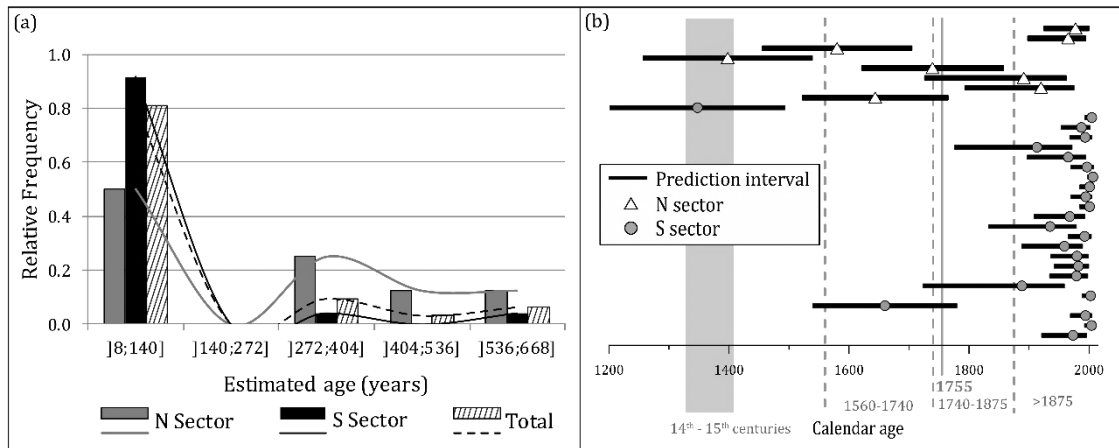 (a)
1.0
0.8
0.6
0.4
0.2
0.0
Relative Frequency
]8;140] ]140;272] ]272;404] ]404;536] ]536;668]
Estimated age (years)
N Sector S Sector Total
(b)
Prediction interval
N sector
S sector
1200 1400 1600 1800 2000
1755
1560-1740 1740-1875 >1875
14th - 15th centuries Calendar age